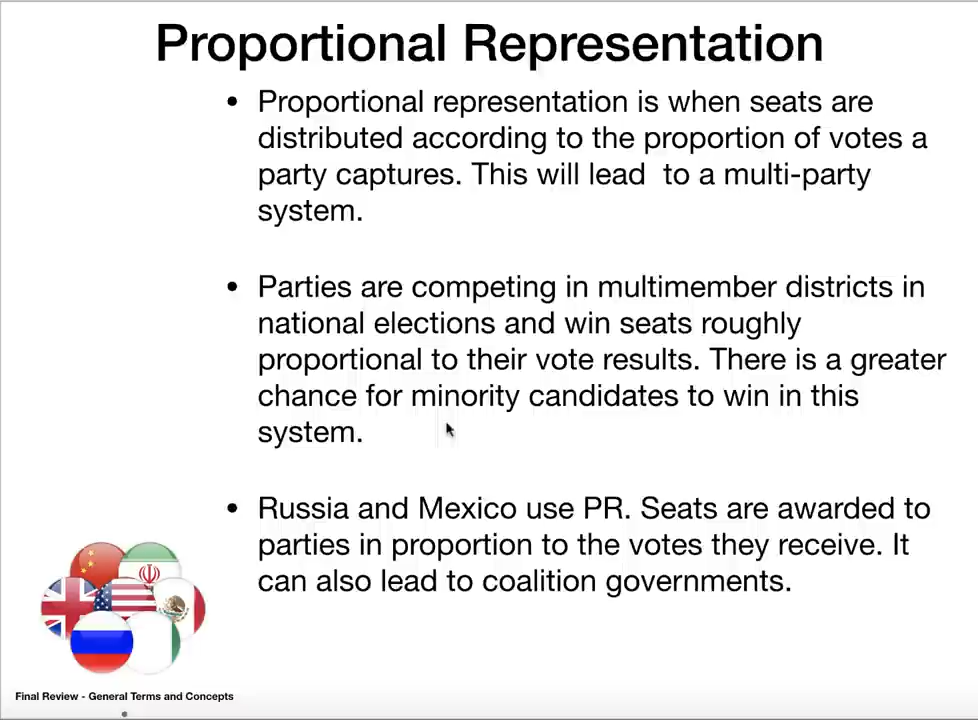 Proportional Representation
• Proportional representation is when seats are
distributed according to the proportion of votes a
party captures. This will lead  to a multi-party
system.
• Parties are competing in multimember districts in
national elections and win seats roughly
proportional to their vote results. There is a greater
chance for minority candidates to win in this
system.
• Russia and Mexico use PR. Seats are awarded to
parties in proportion to the votes they receive. It
can also lead to coalition governments.
Final Review - General Terms and Concepts